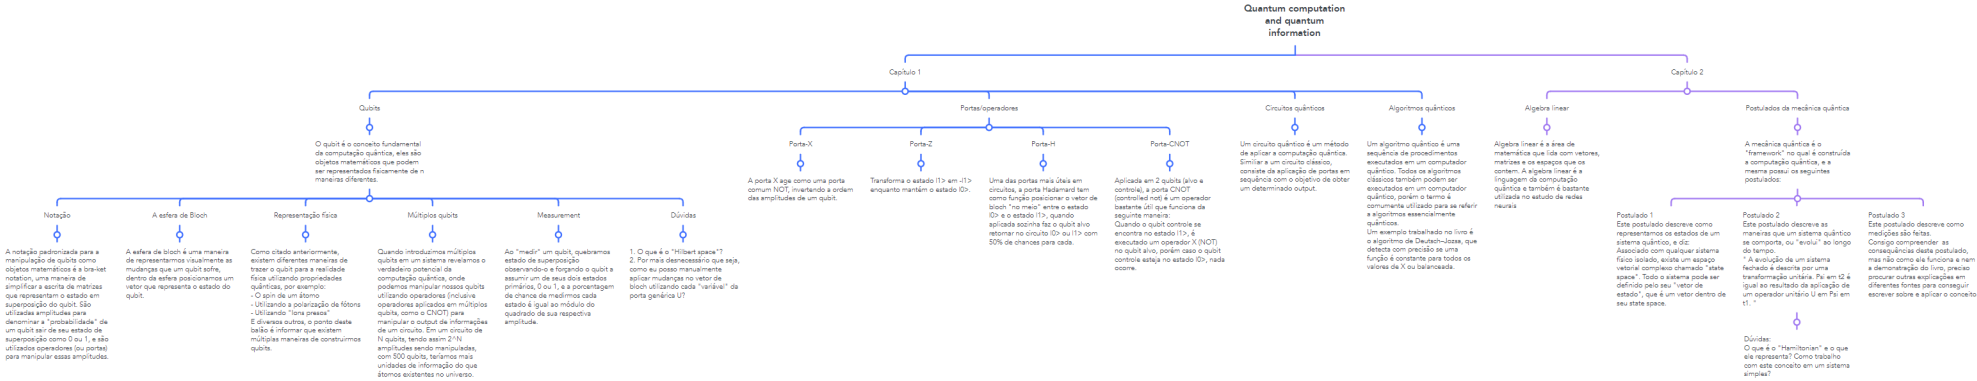 Quantum computation
and quantum
information
Capítulo 1
Capítulo 2
Qubits
Portas/operadores
Circuitos quânticos
Algoritmos quânticos
Algebra linear
Postulados da mecânica quântica
O qubit é o conceito fundamental
da computação quântica, eles são
objetos matemáticos que podem
ser representados fisicamente de n
maneiras diferentes.
Porta-X
Porta-Z
Porta-H
Porta-CNOT
A porta X age como uma porta
comum NOT, invertendo a ordem
das amplitudes de um qubit.
Transforma o estado |1> em -|1>
enquanto mantém o estado |0>.
Uma das portas mais úteis em
circuitos, a porta Hadamard tem
como função posicionar o vetor de
bloch "no meio" entre o estado
|0> e o estado |1>, quando
aplicada sozinha faz o qubit alvo
retornar no circuito |0> ou |1> com
50% de chances para cada.
Aplicada em 2 qubits (alvo e
controle), a porta CNOT
(controlled not) é um operador
bastante útil que funciona da
seguinte maneira:
Quando o qubit controle se
encontra no estado |1>, é
executado um operador X (NOT)
no qubit alvo, porém caso o qubit
controle esteja no estado |0>, nada
ocorre.
Um circuito quântico é um método
de aplicar a computação quântica.
Similiar a um circuito clássico,
consiste da aplicação de portas em
sequência com o objetivo de obter
um determinado output.
Um algoritmo quântico é uma
sequência de procedimentos
executados em um computador
quântico. Todos os algoritmos
clássicos também podem ser
executados em um computador
quântico, porém o termo é
comumente utilizado para se referir
a algoritmos essencialmente
quânticos.
Um exemplo trabalhado no livro é
o algoritmo de Deutsch–Jozsa, que
detecta com precisão se uma
função é constante para todos os
valores de X ou balanceada.
Algebra linear é a área de
matemática que lida com vetores,
matrizes e os espaços que os
contem. A algebra linear é a
linguagem da computação
quântica e também é bastante
utilizada no estudo de redes
neurais
A mecânica quântica é o
"framework" no qual é construída
a computação quântica, e a
mesma possui os seguintes
postulados:
Notação
A esfera de Bloch
Representação física
Múltiplos qubits
Measurement
Dúvidas
A notação padronizada para a
manipulação de qubits como
objetos matemáticos é a bra-ket
notation, uma maneira de
simplificar a escrita de matrizes
que representam o estado em
superposição do qubit. São
utilizadas amplitudes para
denominar a "probabilidade" de
um qubit sair de seu estado de
superposição como 0 ou 1, e são
utilizados operadores (ou portas)
para manipular essas amplitudes.
A esfera de bloch é uma maneira
de representarmos visualmente as
mudanças que um qubit sofre,
dentro da esfera posicionamos um
vetor que representa o estado do
qubit.
Como citado anteriormente,
existem diferentes maneiras de
trazer o qubit para a realidade
física utilizando propriedades
quânticas, por exemplo:
- O spin de um átomo
- Utilizando a polarização de fótons
- Utilizando "Ions presos"
E diversos outros, o ponto deste
balão é informar que existem
múltiplas maneiras de construirmos
qubits.
Quando introduzimos múltiplos
qubits em um sistema revelamos o
verdadeiro potencial da
computação quântica, onde
podemos manipular nossos qubits
utilizando operadores (inclusive
operadores aplicados em múltiplos
qubits, como o CNOT) para
manipular o output de informações
de um circuito. Em um circuito de
N qubits, tendo assim 2^N
amplitudes sendo manipuladas,
com 500 qubits, teríamos mais
unidades de informação do que
átomos existentes no universo.
Ao "medir" um qubit, quebramos
estado de superposição
observando-o e forçando o qubit a
assumir um de seus dois estados
primários, 0 ou 1, e a porcentagem
de chance de medirmos cada
estado é igual ao módulo do
quadrado de sua respectiva
amplitude.
1. O que é o "Hilbert space"?
2. Por mais desnecessário que seja,
como eu posso manualmente
aplicar mudanças no vetor de
bloch utilizando cada "variável" da
porta genérica U?
Postulado 1
Este postulado descreve como
representamos os estados de um
sistema quântico, e diz:
Associado com qualquer sistema
físico isolado, existe um espaço
vetorial complexo chamado "state
space". Todo o sistema pode ser
definido pelo seu "vetor de
estado", que é um vetor dentro de
seu state space.
Postulado 2
Este postulado descreve as
maneiras que um sistema quântico
se comporta, ou "evolui" ao longo
do tempo.
" A evolução de um sistema
fechado é descrita por uma
transformação unitária. Psi em t2 é
igual ao resultado da aplicação de
um operador unitário U em Psi em
t1. "
Postulado 3
Este postulado descreve como
medições são feitas.
Consigo compreender as
consequências deste postulado,
mas não como ele funciona e nem
a demonstração do livro, preciso
procurar outras explicações em
diferentes fontes para conseguir
escrever sobre e aplicar o conceito
Dúvidas:
O que é o "Hamiltonian" e o que
ele representa? Como trabalho
com este conceito em um sistema
simples?